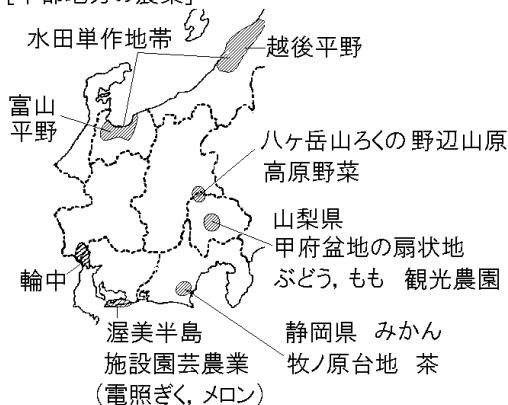 [中部地方の農業]
水田単作地帯
越後平野
富山
平野
八ヶ岳山ろくの野辺山原
高原野菜
山梨県
甲府盆地の扇状地
ぶどう，もも 観光農園
輪中
渥美半島
施設園芸農業
（電照ぎく，メロン）
静岡県 みかん
牧ノ原台地 茶